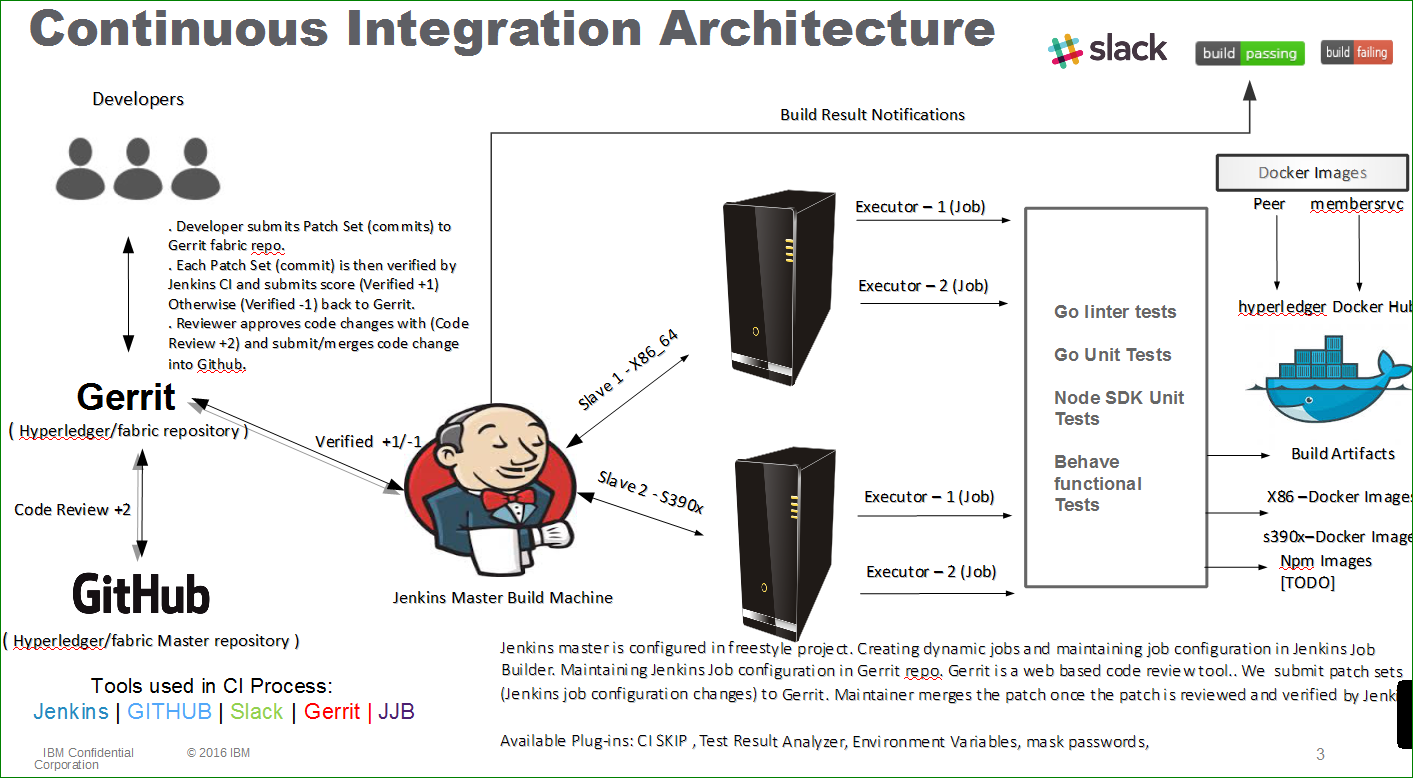 Continuous Integration Architecture
slack
build passing
build failing
Developers
Build Result Notifications
Docker Images
Peer
membersrvc
. Developer submits Patch Set (commits) to
Gerrit fabric repo.
. Each Patch Set (commit) is then verified by
Jenkins CI and submits score (Verified +1)
Otherwise (Verified -1) back to Gerrit.
. Reviewer approves code changes with (Code
Review +2) and submit/merges code change
into Github.
Executor – 1 (Job)
Executor – 2 (Job)
Go linter tests
Go Unit Tests
Node SDK Unit
Tests
Behave
functional
Tests
hyperledger Docker Hub
Slave 1 - X86_64
Gerrit
( Hyperledger/fabric repository )
Verified +1/-1
Slave 2 - S390x
Executor – 1 (Job)
Executor – 2 (Job)
Build Artifacts
X86 –Docker Images
s390x–Docker Image
Npm Images
[TODO]
Code Review +2
GitHub
( Hyperledger/fabric Master repository )
Jenkins Master Build Machine
Jenkins master is configured in freestyle project. Creating dynamic jobs and maintaining job configuration in Jenkins Job
Builder. Maintaining Jenkins Job configuration in Gerrit repo. Gerrit is a web based code review tool.. We submit patch sets
(Jenkins job configuration changes) to Gerrit. Maintainer merges the patch once the patch is reviewed and verified by Jenki
Available Plug-ins: CI SKIP , Test Result Analyzer, Environment Variables, mask passwords,
Tools used in CI Process:
Jenkins | GITHUB | Slack | Gerrit | JJB
IBM Confidential © 2016 IBM
Corporation
3